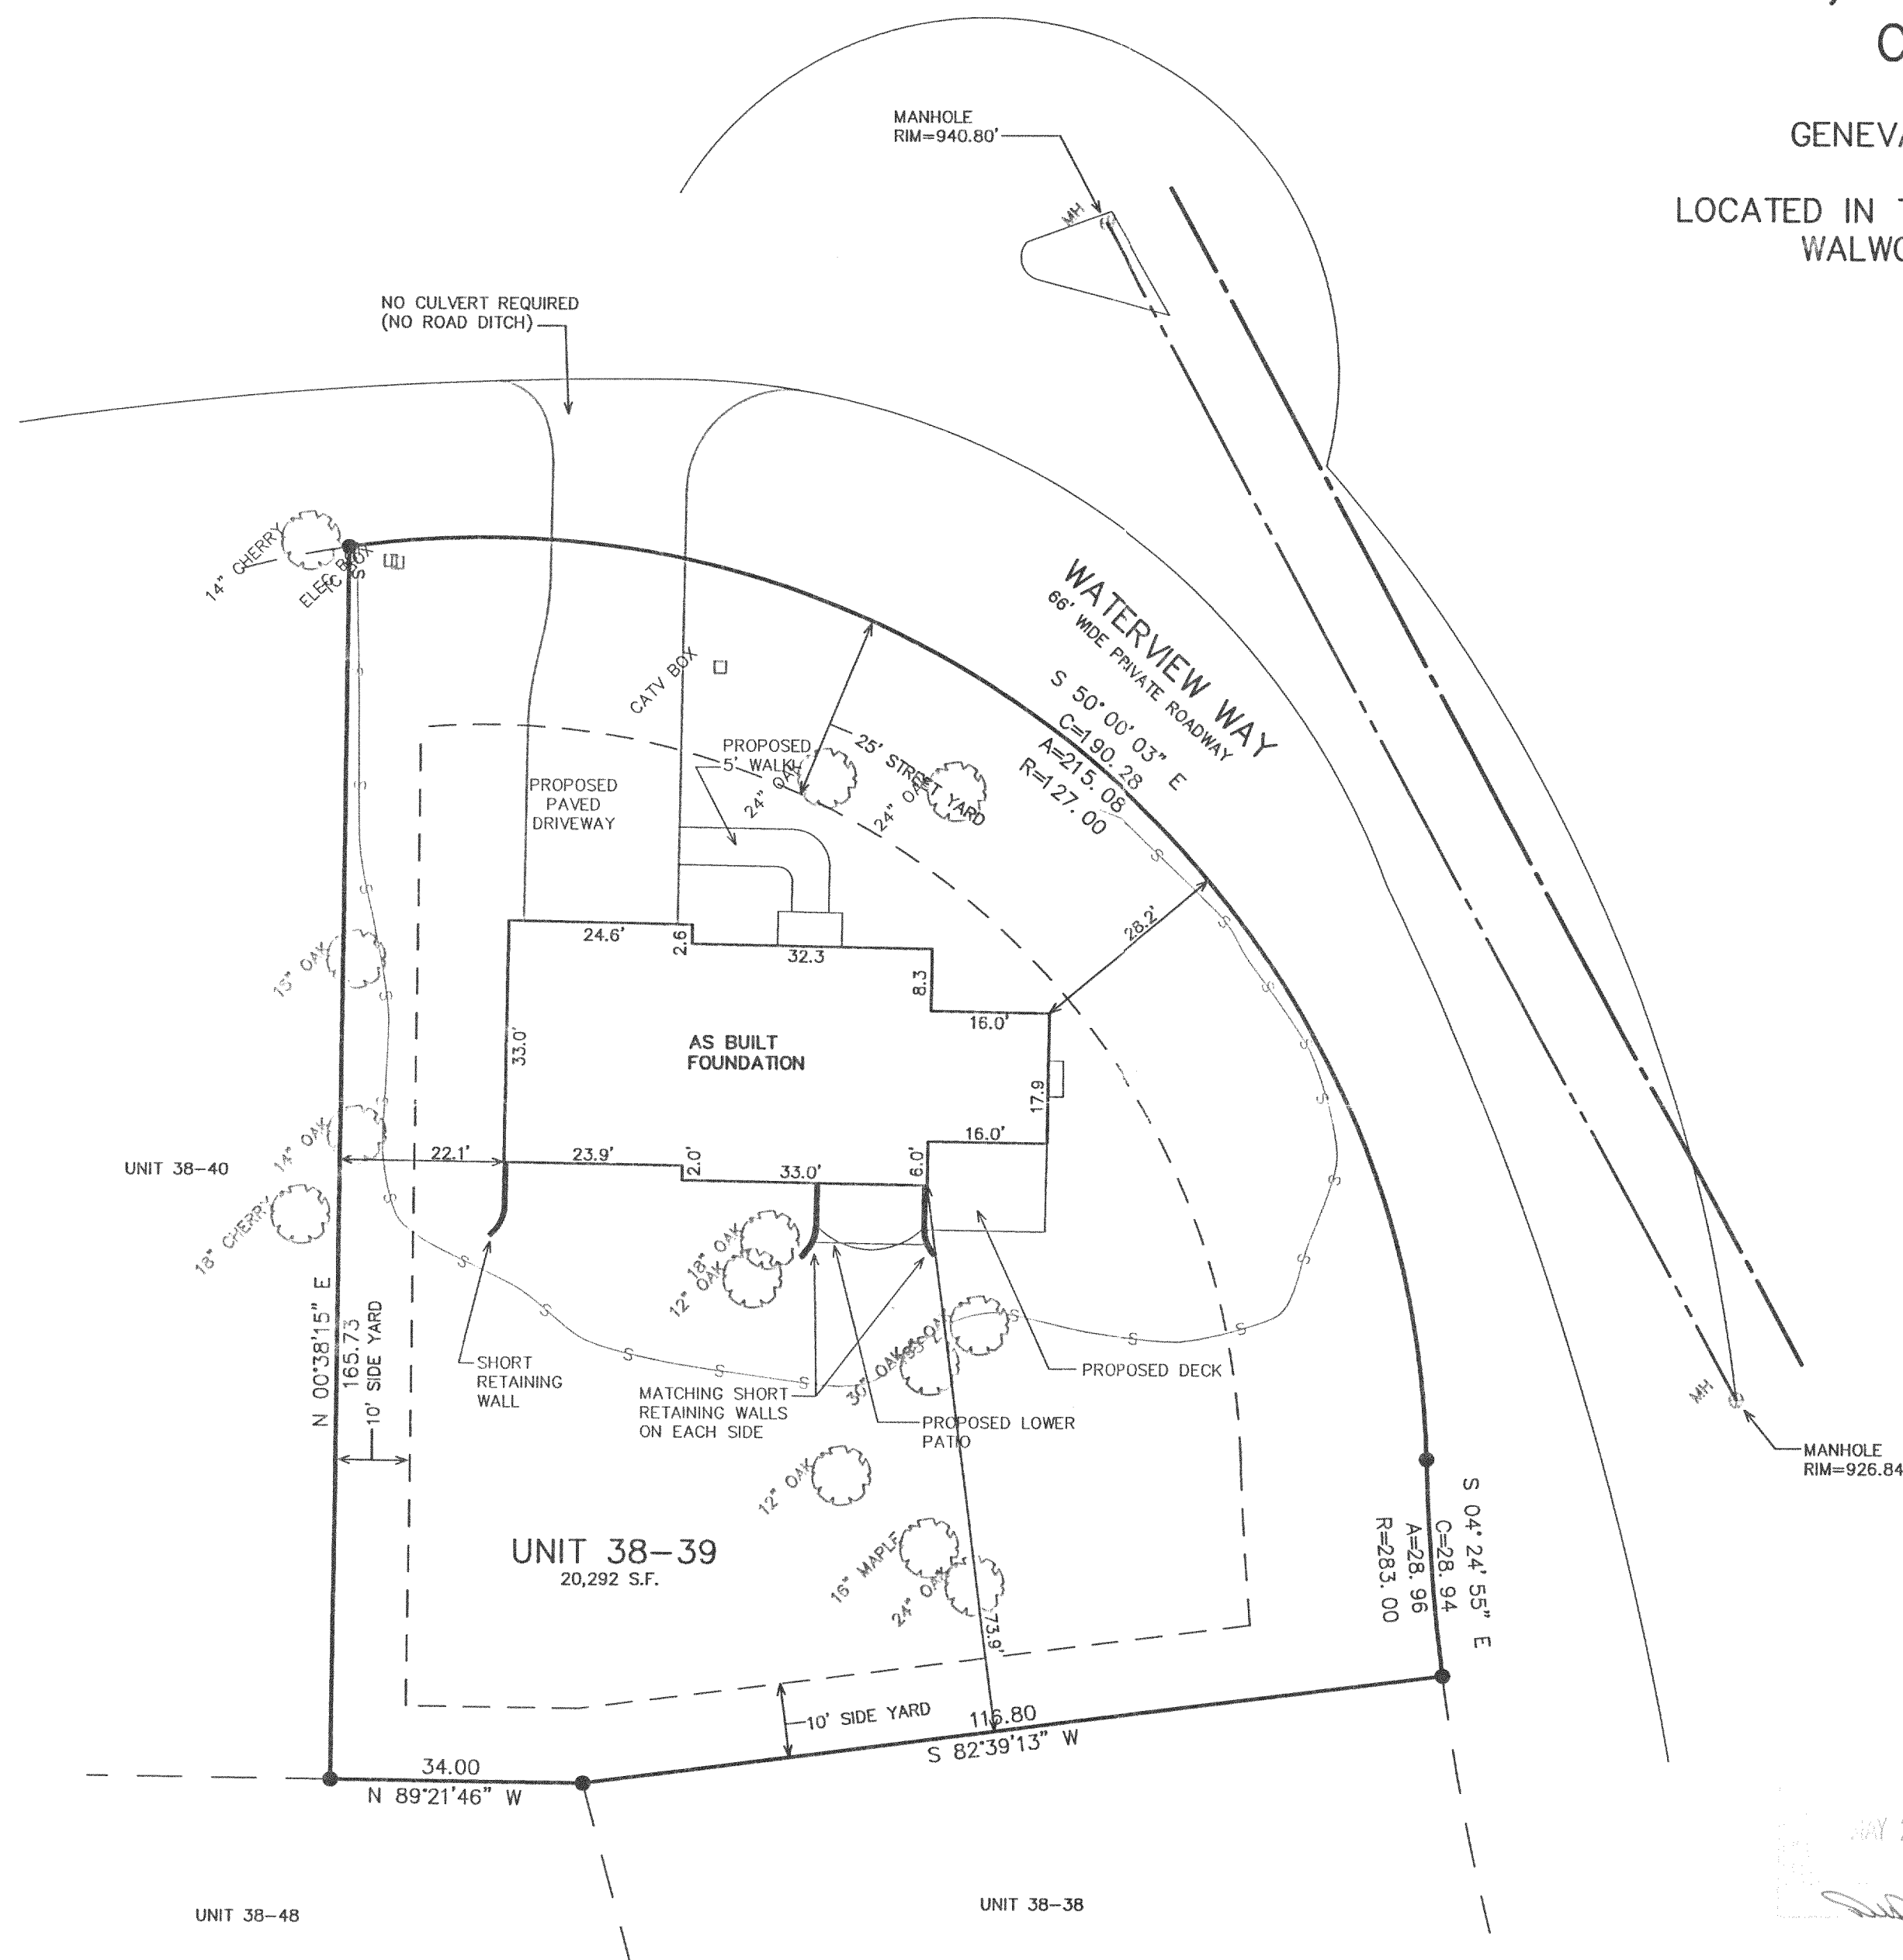 MANHOLE
RIM=940.80'
GENEVA
LOCATED IN
WALWO
NO CULVERT REQUIRED
(NO ROAD DITCH)
MH
14" CHERRY
ELEC BOX
WATERVIEW WAY
66' WIDE PRIVATE ROADWAY
S 50°00'03" E
C=190.28
A=215.08
R=127.00
CATV BOX
PROPOSED
5' WALK
25' STREET YARD
24" OAK
24" OAK
PROPOSED
PAVED
DRIVEWAY
28.2'
24.6'
2.6
32.3
8.3
16.0'
15" OAK
33.0'
AS BUILT
FOUNDATION
17.9
16.0'
14" OAK
UNIT 38-40
22.1'
23.9'
2.0'
33.0'
6.0'
18" CHERRY
18" OAK
12" OAK
N 00°38'15" E
165.73
10' SIDE YARD
SHORT
RETAINING
WALL
MATCHING SHORT
RETAINING WALLS
ON EACH SIDE
30" OAK
PROPOSED DECK
PROPOSED LOWER
PATIO
MH
MANHOLE
RIM=926.84
12" OAK
S 04°24'55" E
C=28.94
A=28.96
R=283.00
UNIT 38-39
20,292 S.F.
16" MAPLE
24" OAK
73.9'
10' SIDE YARD
116.80
S 82°39'13" W
34.00
N 89°21'46" W
UNIT 38-48
UNIT 38-38
MAY